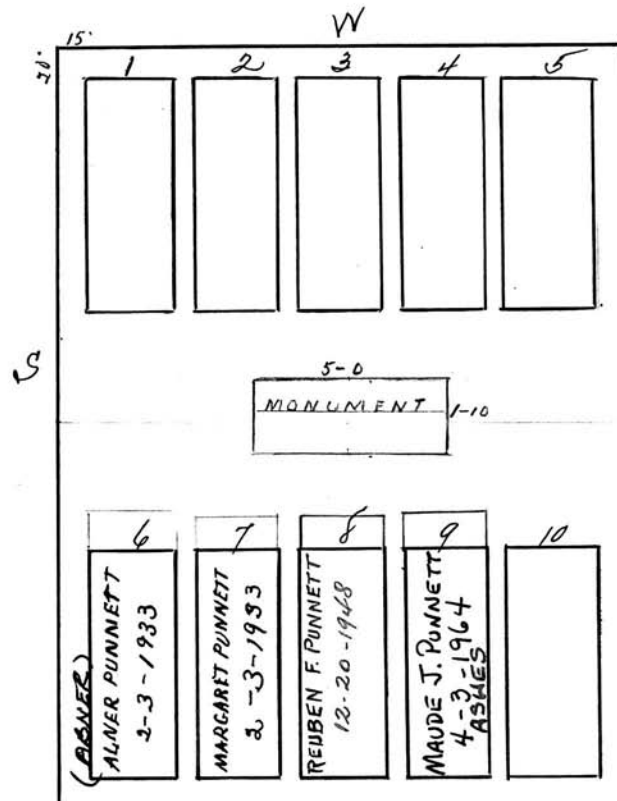 W
15'
20'
1 2 3 4 5
S
5-0
MONUMENT
1-10
6 7 8 9 10
(ABNER)
AGNER PUNNETT
2-3-1933
MARGARET PUNNETT
2-3-1933
REUBEN F. PUNNETT
12-20-1948
MAUDE J. PUNNETT
4-3-1964
ASHES